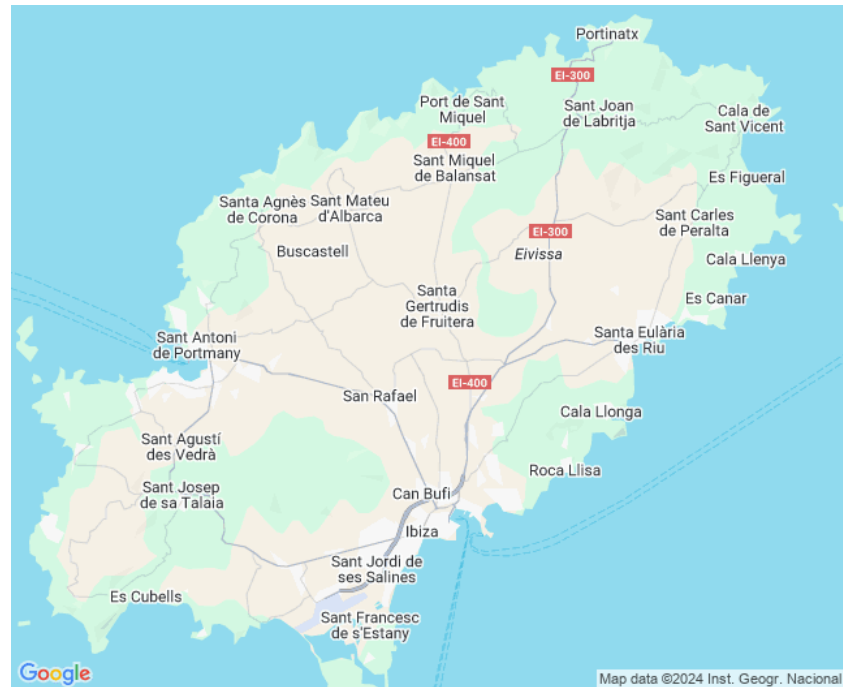 Portinatx
EI-300
Port de Sant
Miquel
Sant Joan
de Labritja
Cala de
Sant Vicent
EI-400
Sant Miquel
de Balansat
Es Figueral
Santa Agnès
de Corona
Sant Mateu
d'Albarca
Sant Carles
de Peralta
EI-300
Buscastell
Eivissa
Cala Llenya
Santa
Gertrudis
de Fruitera
Es Canar
Sant Antoni
de Portmany
Santa Eulària
des Riu
EI-400
San Rafael
Cala Llonga
Sant Agustí
des Vedrà
Roca Llisa
Sant Josep
de sa Talaia
Can Bufi
Ibiza
Sant Jordi de
ses Salines
Es Cubells
Sant Francesc
de s'Estany
Google
Map data ©2024 Inst. Geogr. Nacional